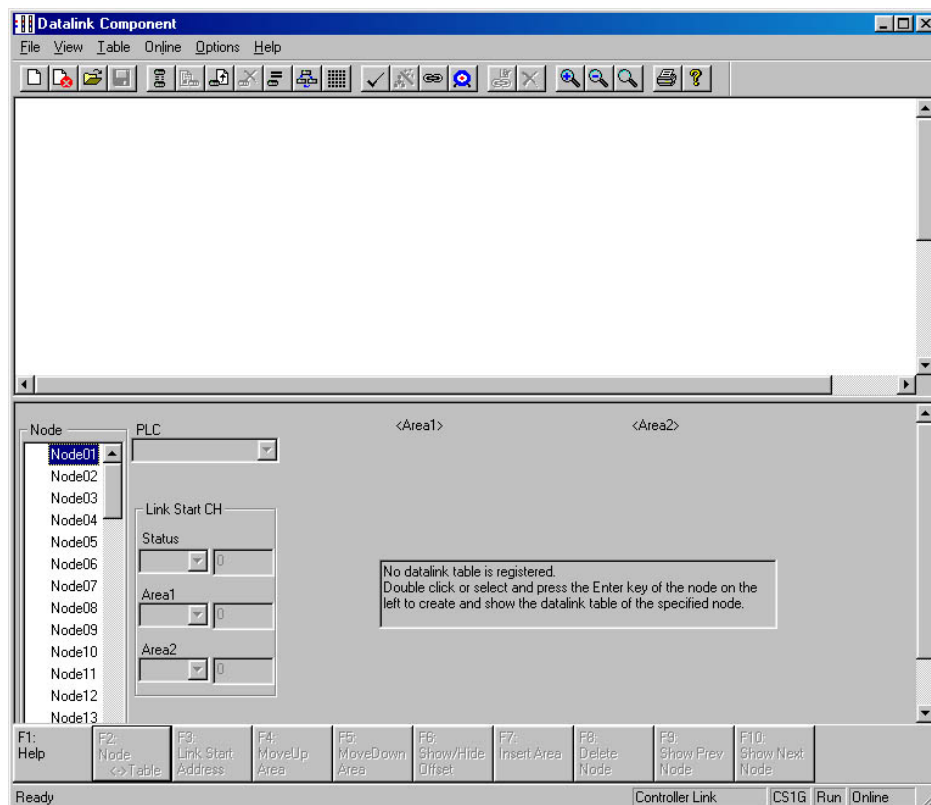 Datalink Component
File View Table Online Options Help
<Area1> <Area2>
Node PLC
Node01
Node02
Node03
Node04
Node05
Node06
Node07
Node08
Node09
Node10
Node11
Node12
Node13
Link Start CH
Status
0
Area1
0
Area2
0
No datalink table is registered.
Double click or select and press the Enter key of the node on the
left to create and show the datalink table of the specified node.
F1:
Help
F2:
Node
<->Table
F3:
Link Start
Address
F4:
MoveUp
Area
F5:
MoveDown
Area
F6:
Show/Hide
Offset
F7:
Insert Area
F8:
Delete
Node
F9:
Show Prev
Node
F10:
Show Next
Node
Ready Controller Link CS1G Run Online